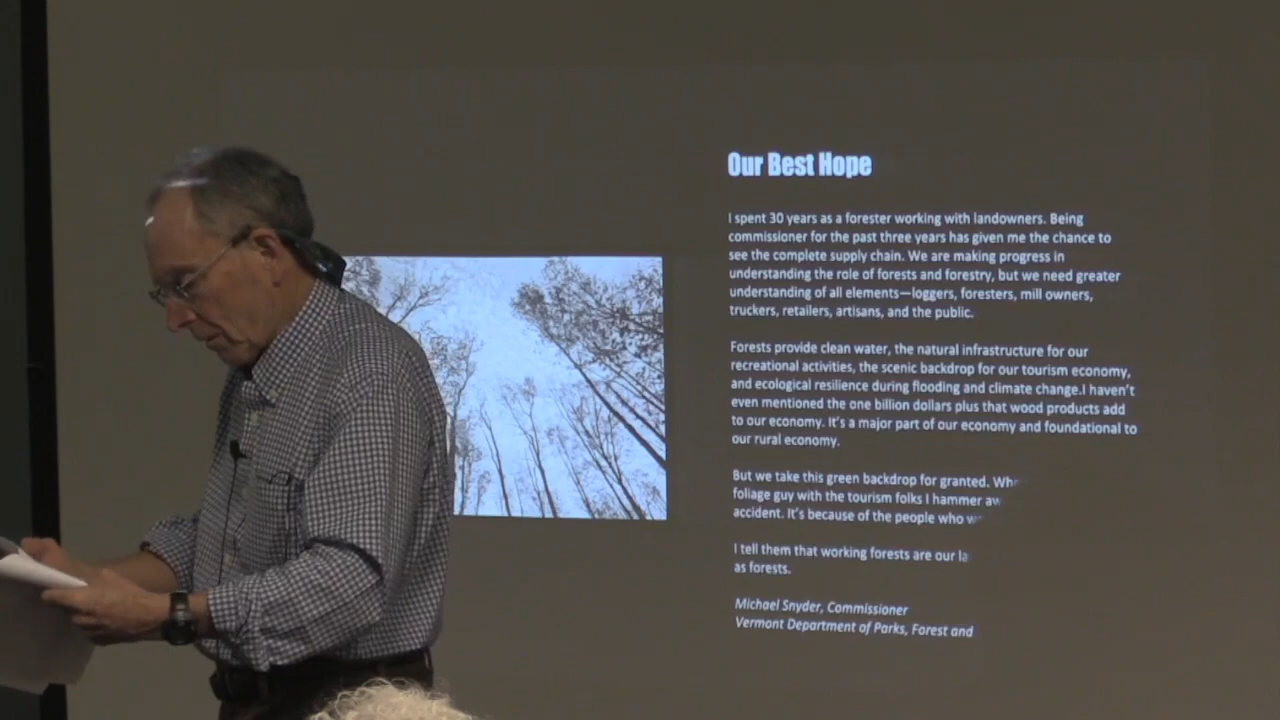 Our Best Hope
I spent 30 years as a forester working with landowners. Being
commissioner for the past three years has given me the chance to
see the complete supply chain. We are making progress in
understanding the role of forests and forestry, but we need greater
understanding of all elements—loggers, foresters, mill owners,
truckers, retailers, artisans, and the public.
Forests provide clean water, the natural infrastructure for our
recreational activities, the scenic backdrop for our tourism economy,
and ecological resilience during flooding and climate change.I haven't
even mentioned the one billion dollars plus that wood products add
to our economy. It's a major part of our economy and foundational to
our rural economy.
But we take this green backdrop for granted.
foliage guy with the tourism folks I hammer
accident. It's because of the people who
I tell them that working forests are our
as forests.
Michael Snyder, Commissioner
Vermont Department of Parks, Forest and